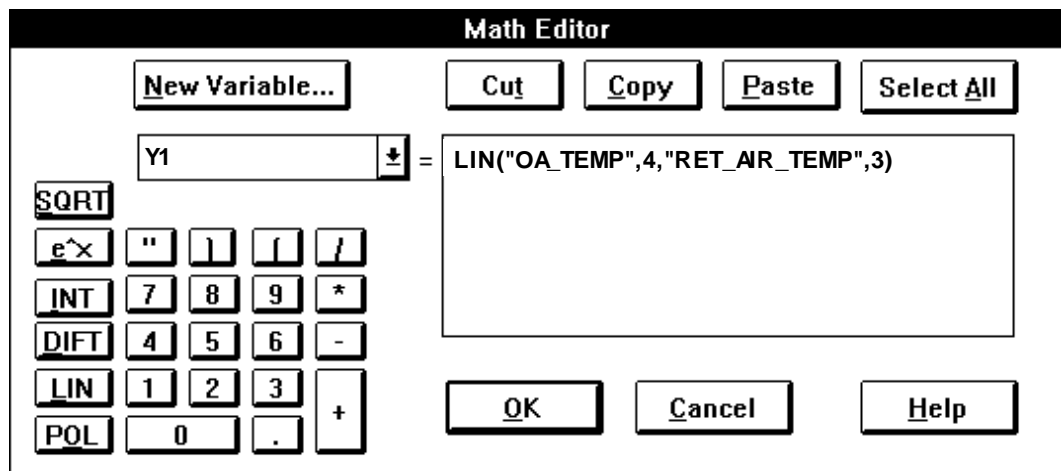 Math Editor
New Variable... Cut Copy Paste Select All
Y1 = LIN("OA_TEMP",4,"RET_AIR_TEMP",3)
SQRT
e^x " ) ( /
INT 7 8 9 *
DIFT 4 5 6 -
LIN 1 2 3 +
POL 0 .
OK Cancel Help